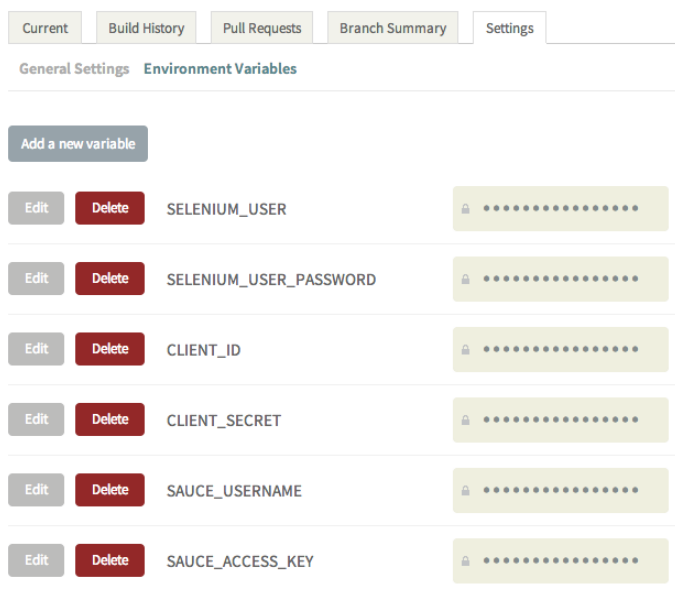 Current Build History Pull Requests Branch Summary Settings
General Settings Environment Variables
Add a new variable
Edit Delete SELENIUM_USER ••••••••••••••••
Edit Delete SELENIUM_USER_PASSWORD ••••••••••••••••
Edit Delete CLIENT_ID ••••••••••••••••
Edit Delete CLIENT_SECRET ••••••••••••••••
Edit Delete SAUCE_USERNAME ••••••••••••••••
Edit Delete SAUCE_ACCESS_KEY ••••••••••••••••